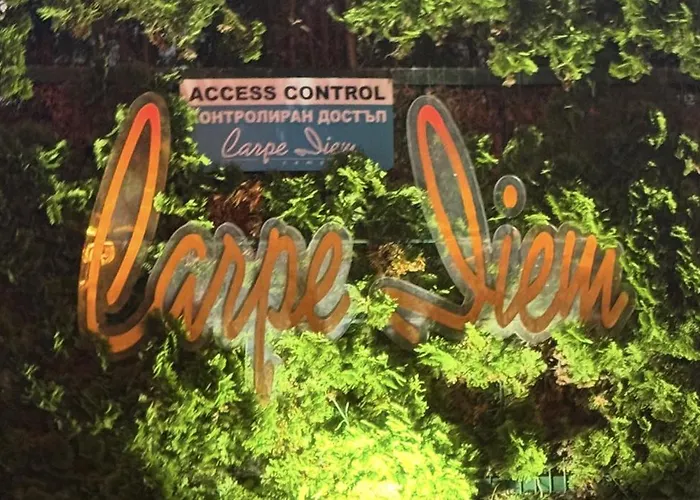 ACCESS CONTROL
КОНТРОЛИРАН ДОСТЪП
Carpe Diem
Carpe Diem